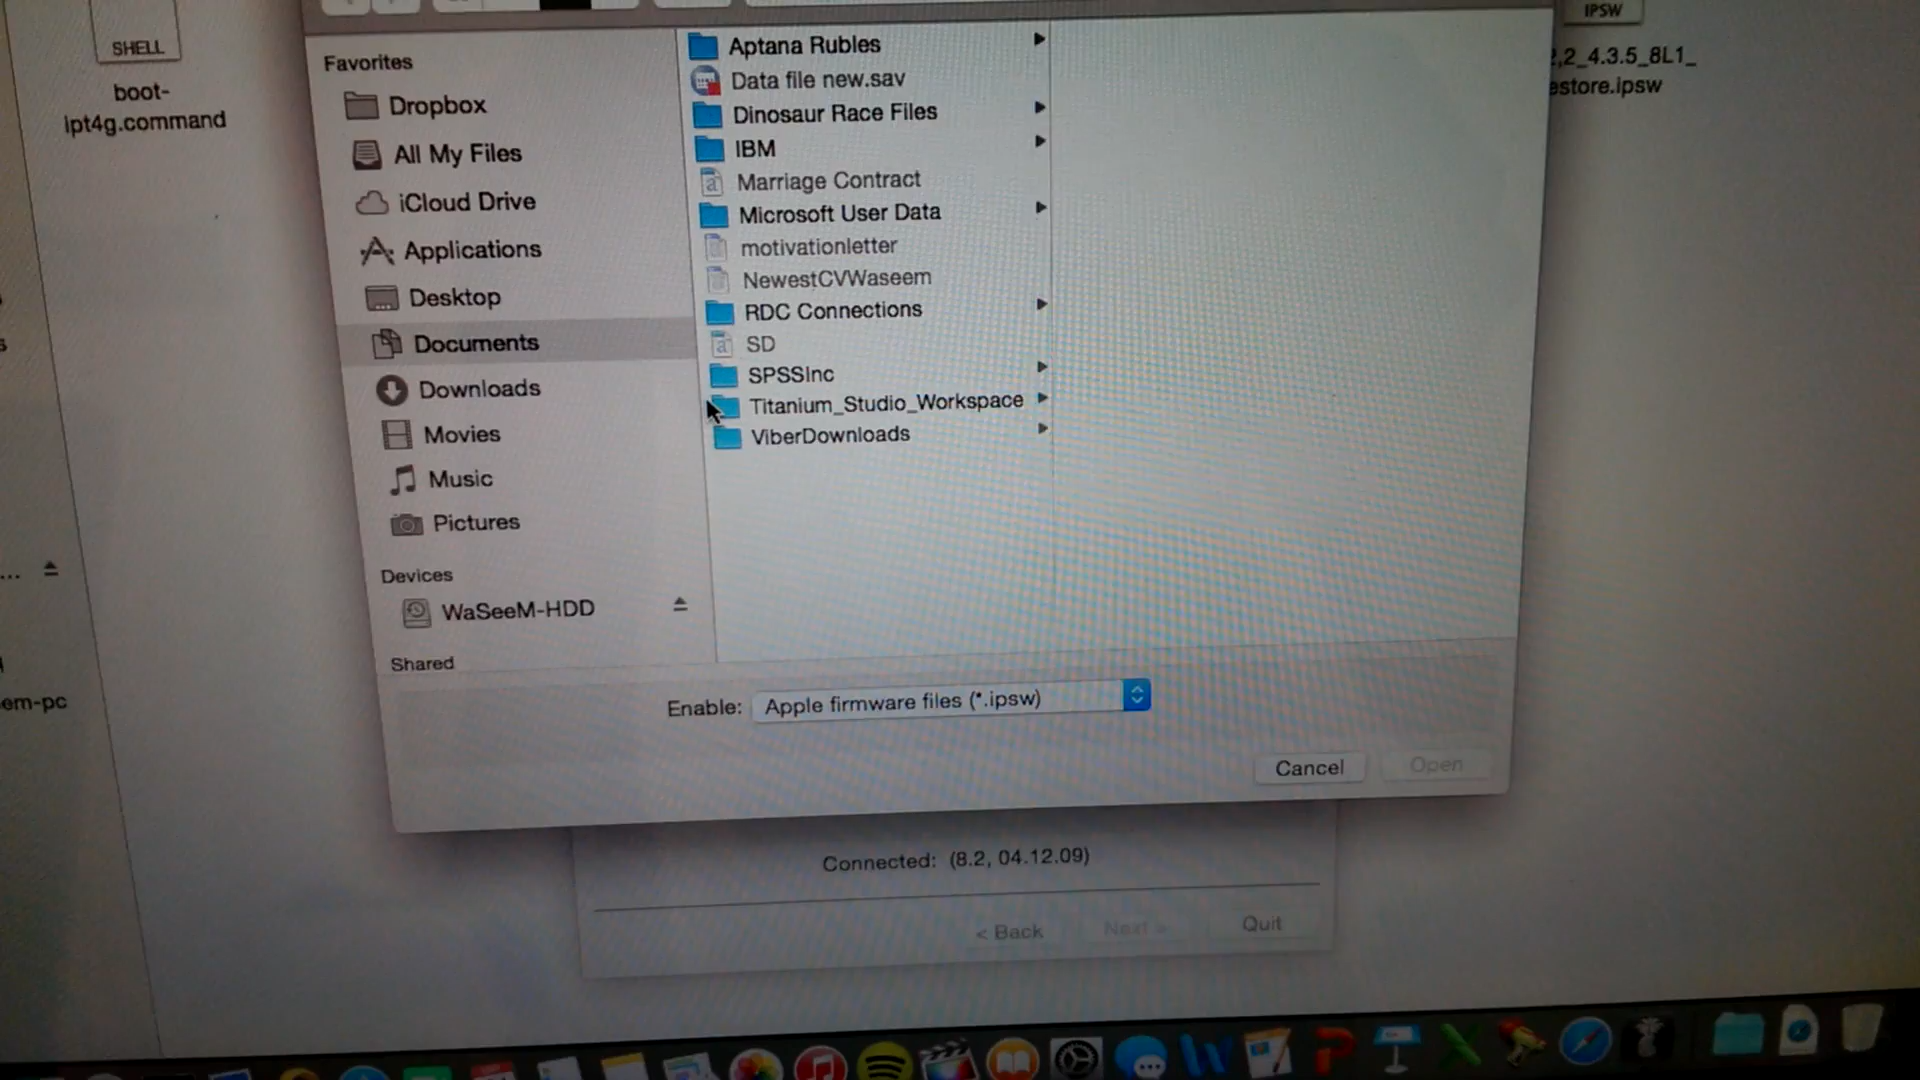 SHELL
boot-
ipt4g.command
Favorites
Dropbox
All My Files
iCloud Drive
Applications
Desktop
Documents
Downloads
Movies
Music
Pictures
Devices
WaSeeM-HDD
Shared
Aptana Rubles
Data file new.sav
Dinosaur Race Files
IBM
Marriage Contract
Microsoft User Data
motivationletter
NewestCVWaseem
RDC Connections
SD
SPSSInc
Titanium_Studio_Workspace
ViberDownloads
IPSW
,2_4.3.5_8L1_
estore.ipsw
em-pc
Enable: Apple firmware files (*.ipsw)
Cancel
Open
Connected: (8.2, 04.12.09)
< Back
Next >
Quit